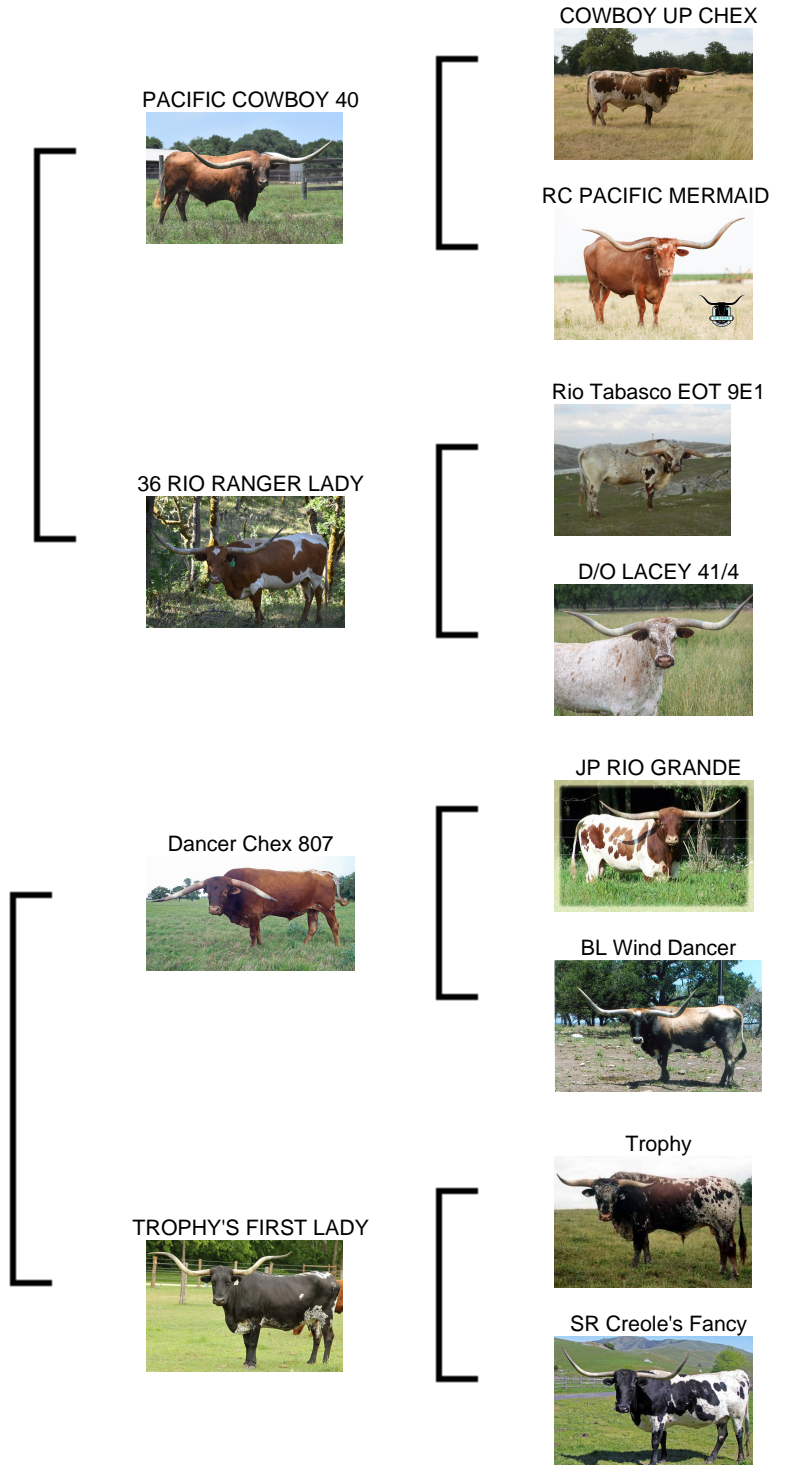 COWBOY UP CHEX
PACIFIC COWBOY 40
RC PACIFIC MERMAID
Rio Tabasco EOT 9E1
36 RIO RANGER LADY
D/O LACEY 41/4
JP RIO GRANDE
Dancer Chex 807
BL Wind Dancer
Trophy
TROPHY'S FIRST LADY
SR Creole's Fancy